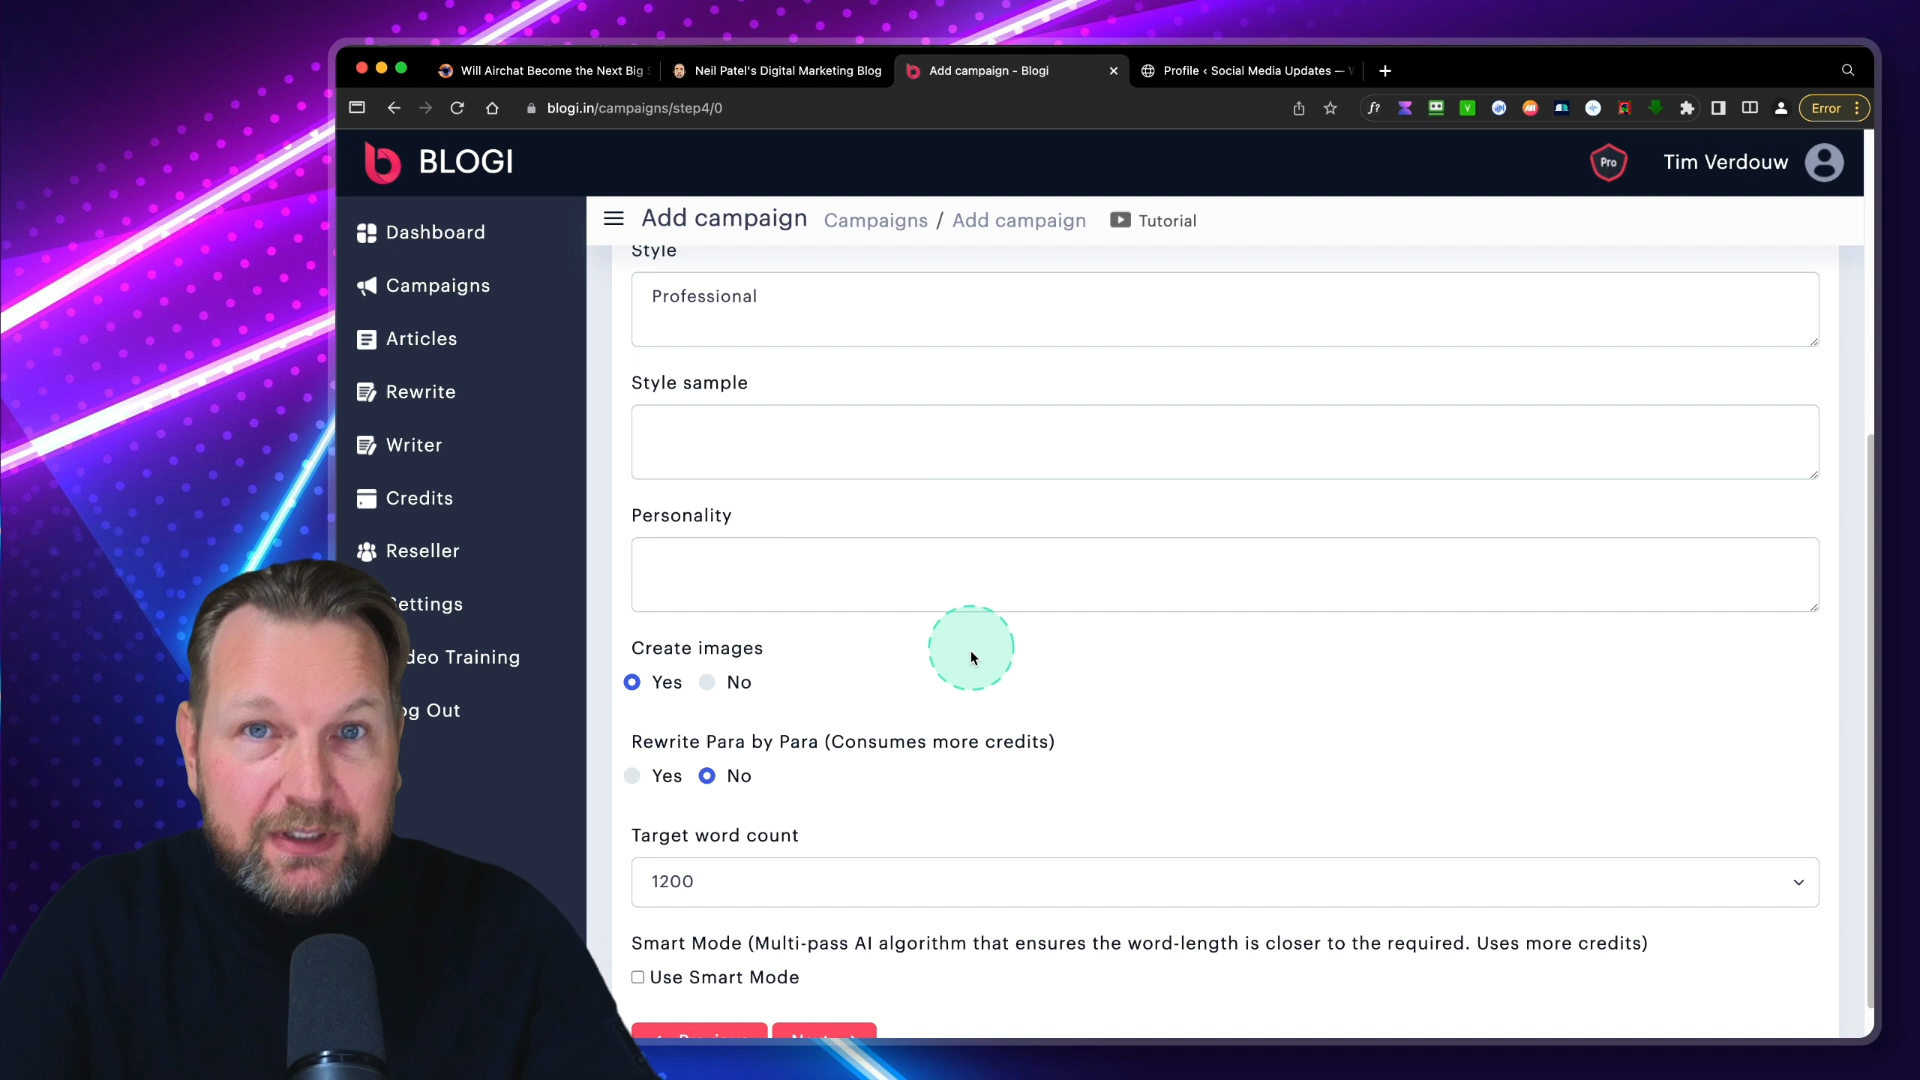 Will Airchat Become the Next Big S
Neil Patel's Digital Marketing Blog
Add campaign - Blogi
Profile ‹ Social Media Updates —
blogi.in/campaigns/step4/0
f?
Error
BLOGI
Pro
Tim Verdouw
Dashboard
Campaigns
Articles
Rewrite
Writer
Credits
Reseller
ettings
deo Training
og Out
Add campaign
Campaigns / Add campaign
Tutorial
Style
Professional
Style sample
Personality
Create images
Yes No
Rewrite Para by Para (Consumes more credits)
Yes No
Target word count
1200
Smart Mode (Multi-pass AI algorithm that ensures the word-length is closer to the required. Uses more credits)
Use Smart Mode